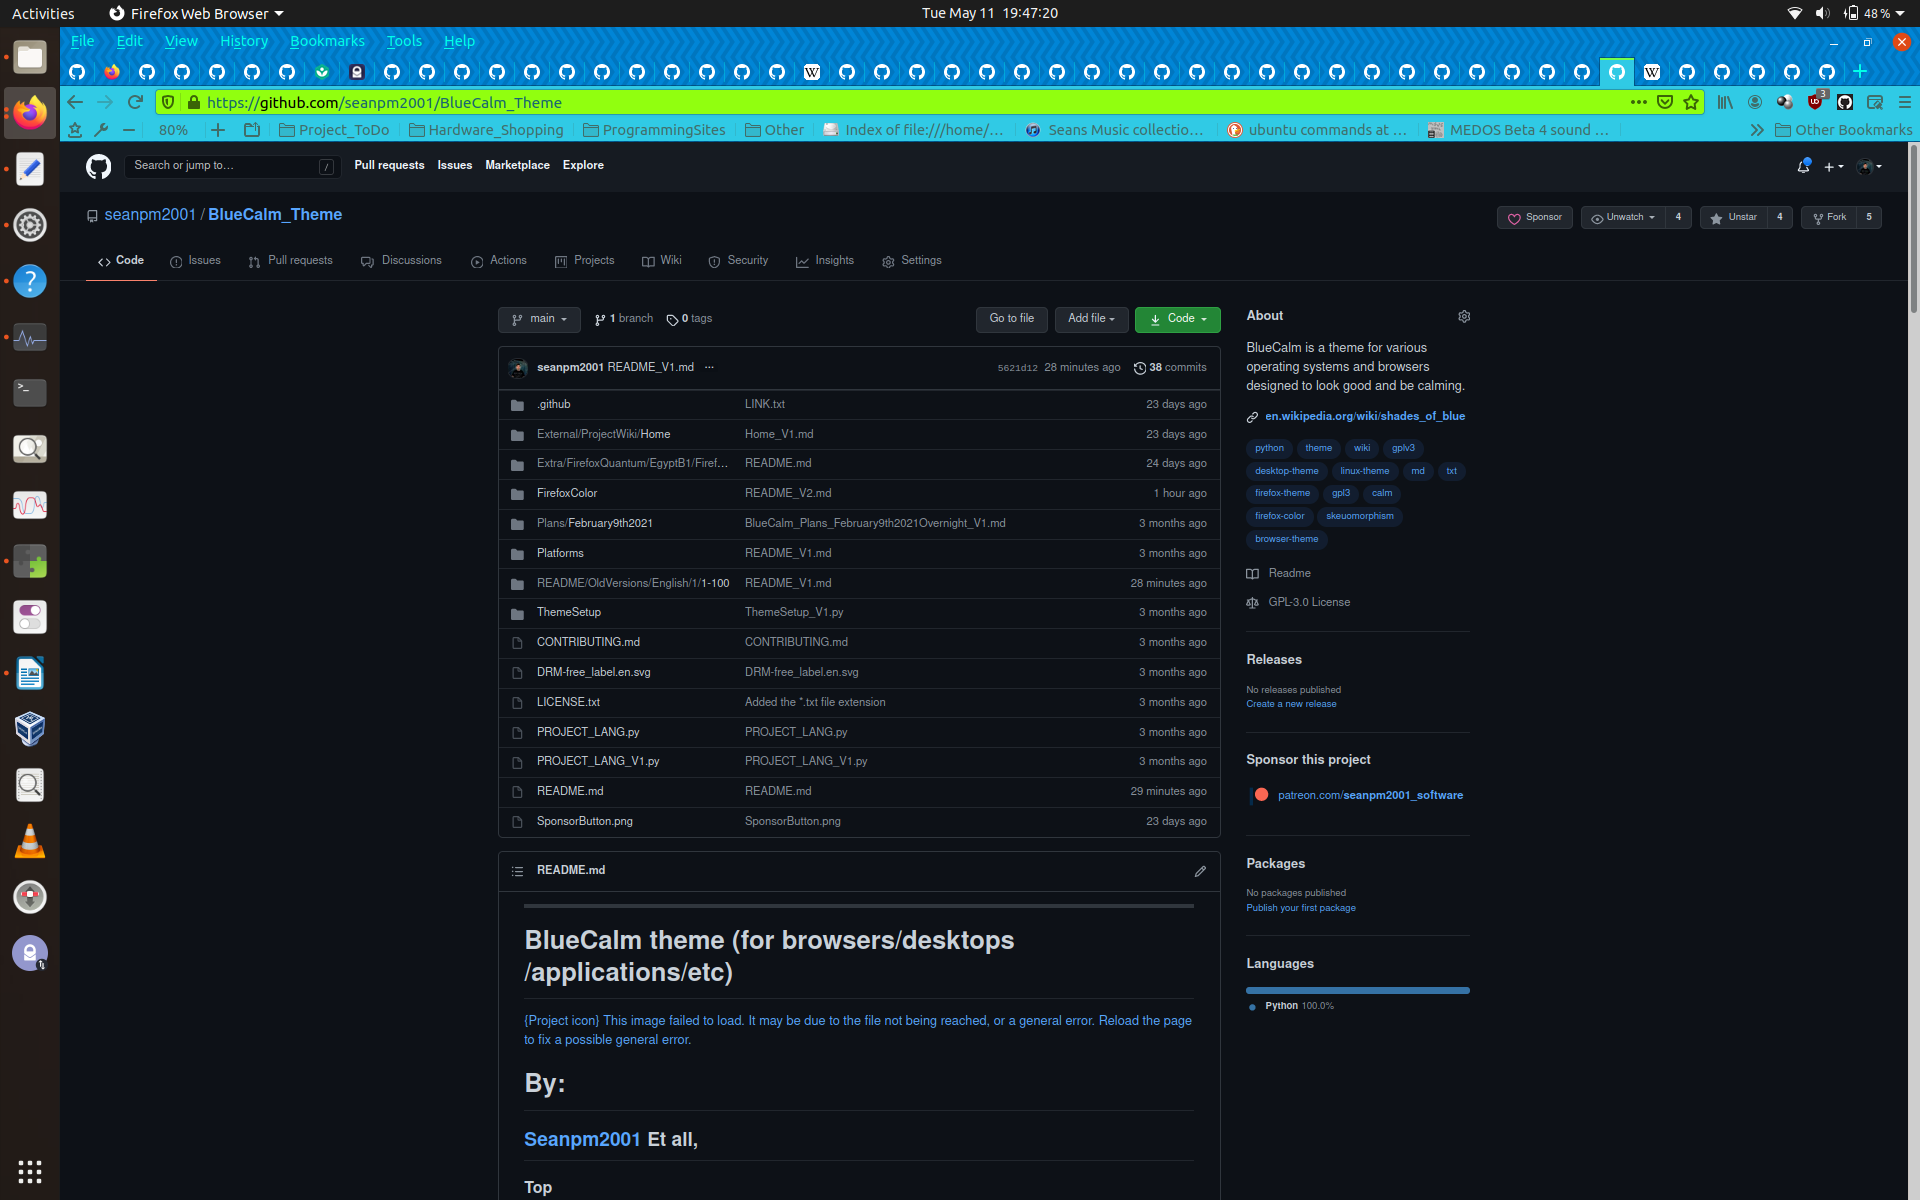 Activities
Firefox Web Browser
Tue May 11 19:47:20
48 %
File Edit View History Bookmarks Tools Help
https://github.com/seanpm2001/BlueCalm_Theme
3
80%
Project_ToDo
Hardware_Shopping
ProgrammingSites
Other
Index of file:///home/...
Seans Music collectio...
ubuntu commands at ...
MEDOS Beta 4 sound ...
Other Bookmarks
Search or jump to...
/
Pull requests Issues Marketplace Explore
seanpm2001 / BlueCalm_Theme
Sponsor
Unwatch 4
Unstar 4
Fork 5
Code
Issues
Pull requests
Discussions
Actions
Projects
Wiki
Security
Insights
Settings
main
1 branch
0 tags
Go to file
Add file
Code
seanpm2001 README_V1.md ...
5621d12 28 minutes ago
38 commits
.github LINK.txt 23 days ago
External/ProjectWiki/Home Home_V1.md 23 days ago
Extra/FirefoxQuantum/EgyptB1/Firef... README.md 24 days ago
FirefoxColor README_V2.md 1 hour ago
Plans/February9th2021 BlueCalm_Plans_February9th2021Overnight_V1.md 3 months ago
Platforms README_V1.md 3 months ago
README/OldVersions/English/1/1-100 README_V1.md 28 minutes ago
ThemeSetup ThemeSetup_V1.py 3 months ago
CONTRIBUTING.md CONTRIBUTING.md 3 months ago
DRM-free_label.en.svg DRM-free_label.en.svg 3 months ago
LICENSE.txt Added the *.txt file extension 3 months ago
PROJECT_LANG.py PROJECT_LANG.py 3 months ago
PROJECT_LANG_V1.py PROJECT_LANG_V1.py 3 months ago
README.md README.md 29 minutes ago
SponsorButton.png SponsorButton.png 23 days ago
README.md
BlueCalm theme (for browsers/desktops
/applications/etc)
{Project icon} This image failed to load. It may be due to the file not being reached, or a general error. Reload the page
to fix a possible general error.
By:
Seanpm2001 Et all,
Top
About
BlueCalm is a theme for various
operating systems and browsers
designed to look good and be calming.
en.wikipedia.org/wiki/shades_of_blue
python theme wiki gplv3
desktop-theme linux-theme md txt
firefox-theme gpl3 calm
firefox-color skeuomorphism
browser-theme
Readme
GPL-3.0 License
Releases
No releases published
Create a new release
Sponsor this project
patreon.com/seanpm2001_software
Packages
No packages published
Publish your first package
Languages
Python 100.0%